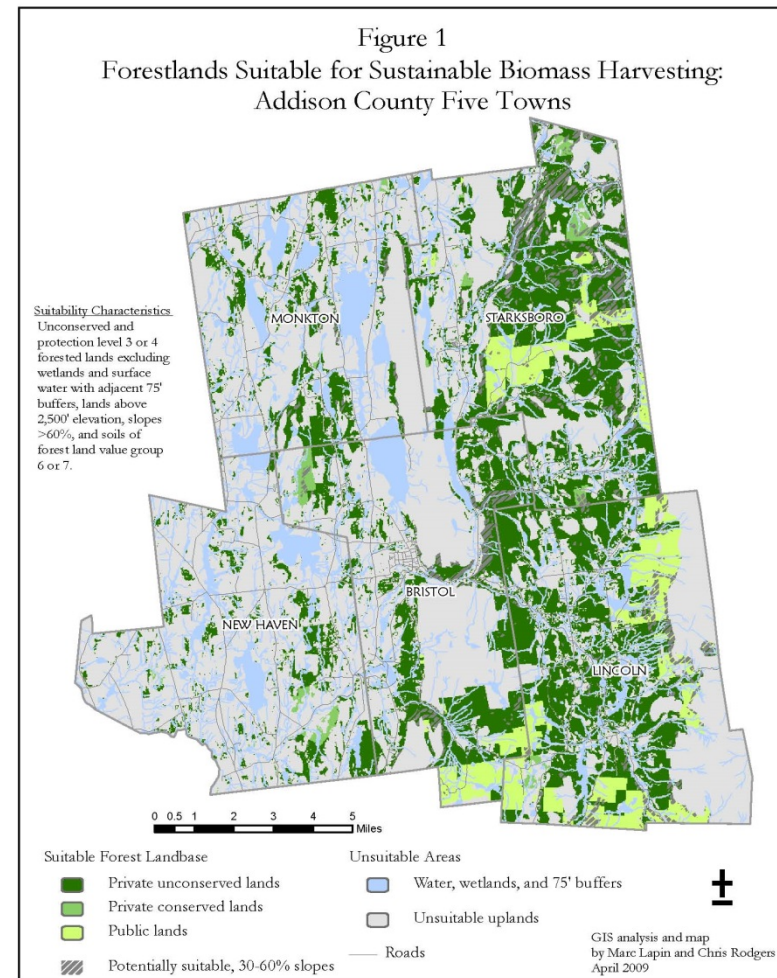 Figure 1
Forestlands Suitable for Sustainable Biomass Harvesting:
Addison County Five Towns
Suitability Characteristics
Unconserved and
protection level 3 or 4
forested lands excluding
wetlands and surface
water with adjacent 75'
buffers, lands above
2,500' elevation, slopes
>60%, and soils of
forest land value group
6 or 7.
MONKTON
STARKSBORO
BRISTOL
NEW HAVEN
LINCOLN
0 0.5 1 2 3 4 5
Miles
Suitable Forest Landbase
Private unconserved lands
Private conserved lands
Public lands
Potentially suitable, 30-60% slopes
Unsuitable Areas
Water, wetlands, and 75' buffers
Unsuitable uplands
Roads
GIS analysis and map
by Marc Lapin and Chris Rodgers
April 2009